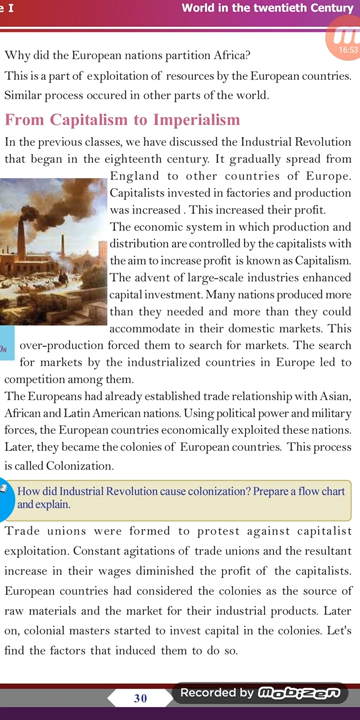 e I
World in the twentieth Century
16:53
Why did the European nations partition Africa?
This is a part of exploitation of resources by the European countries.
Similar process occured in other parts of the world.
From Capitalism to Imperialism
In the previous classes, we have discussed the Industrial Revolution
that began in the eighteenth century. It gradually spread from
England to other countries of Europe.
Capitalists invested in factories and production
was increased . This increased their profit.
The economic system in which production and
distribution are controlled by the capitalists with
the aim to increase profit is known as Capitalism.
The advent of large-scale industries enhanced
capital investment. Many nations produced more
than they needed and more than they could
accommodate in their domestic markets. This
0s
over-production forced them to search for markets. The search
for markets by the industrialized countries in Europe led to
competition among them.
The Europeans had already established trade relationship with Asian,
African and Latin American nations. Using political power and military
forces, the European countries economically exploited these nations.
Later, they became the colonies of European countries. This process
is called Colonization.
How did Industrial Revolution cause colonization? Prepare a flow chart
and explain.
Trade unions were formed to protest against capitalist
exploitation. Constant agitations of trade unions and the resultant
increase in their wages diminished the profit of the capitalists.
European countries had considered the colonies as the source of
raw materials and the market for their industrial products. Later
on, colonial masters started to invest capital in the colonies. Let's
find the factors that induced them to do so.
30
Recorded by mobizen